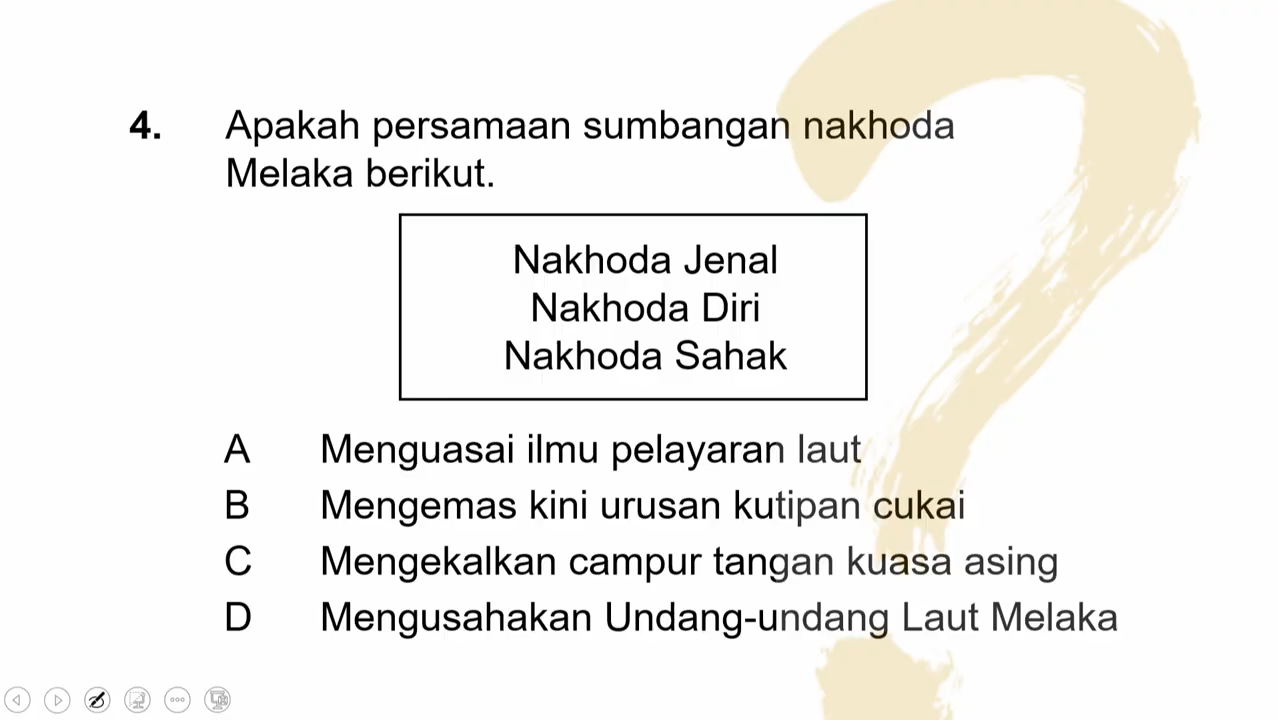 4. Apakah persamaan sumbangan nakhoda
Melaka berikut.
Nakhoda Jenal
Nakhoda Diri
Nakhoda Sahak
A Menguasai ilmu pelayaran laut
B Mengemas kini urusan kutipan cukai
C Mengekalkan campur tangan kuasa asing
D Mengusahakan Undang-undang Laut Melaka